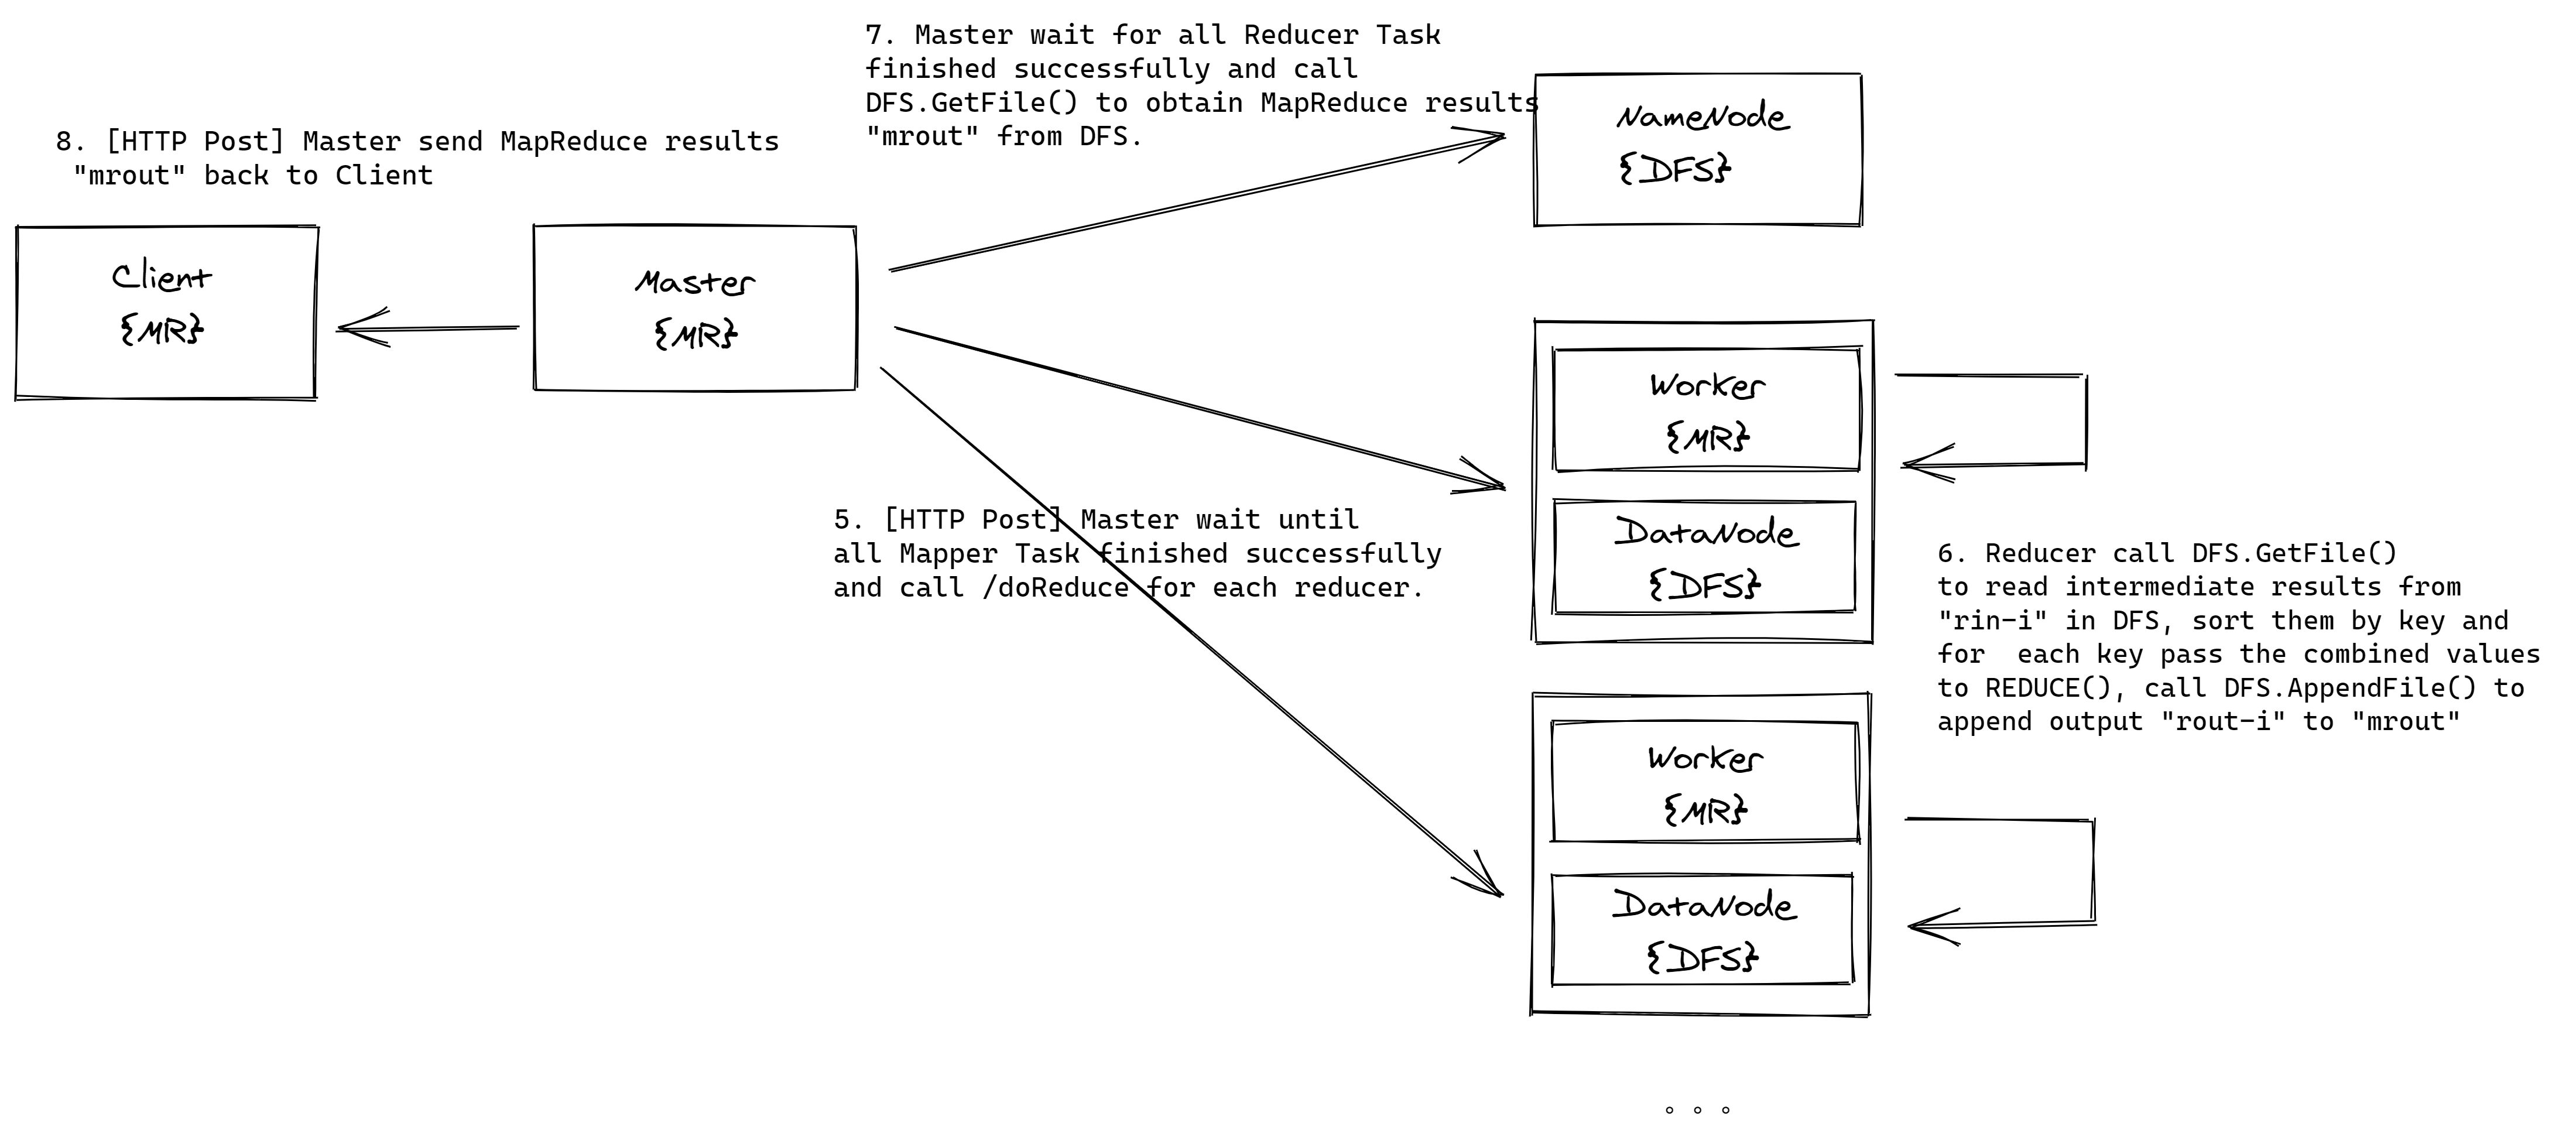 7. Master wait for all Reducer Task
finished successfully and call
DFS.GetFile() to obtain MapReduce results
"mrout" from DFS.
8. [HTTP Post] Master send MapReduce results
"mrout" back to Client
NameNode
{DFS}
Client
{MR}
Master
{MR}
Worker
{MR}
DataNode
{DFS}
5. [HTTP Post] Master wait until
all Mapper Task finished successfully
and call /doReduce for each reducer.
6. Reducer call DFS.GetFile()
to read intermediate results from
"rin-i" in DFS, sort them by key and
for  each key pass the combined values
to REDUCE(), call DFS.AppendFile() to
append output "rout-i" to "mrout"
Worker
{MR}
DataNode
{DFS}
。。。